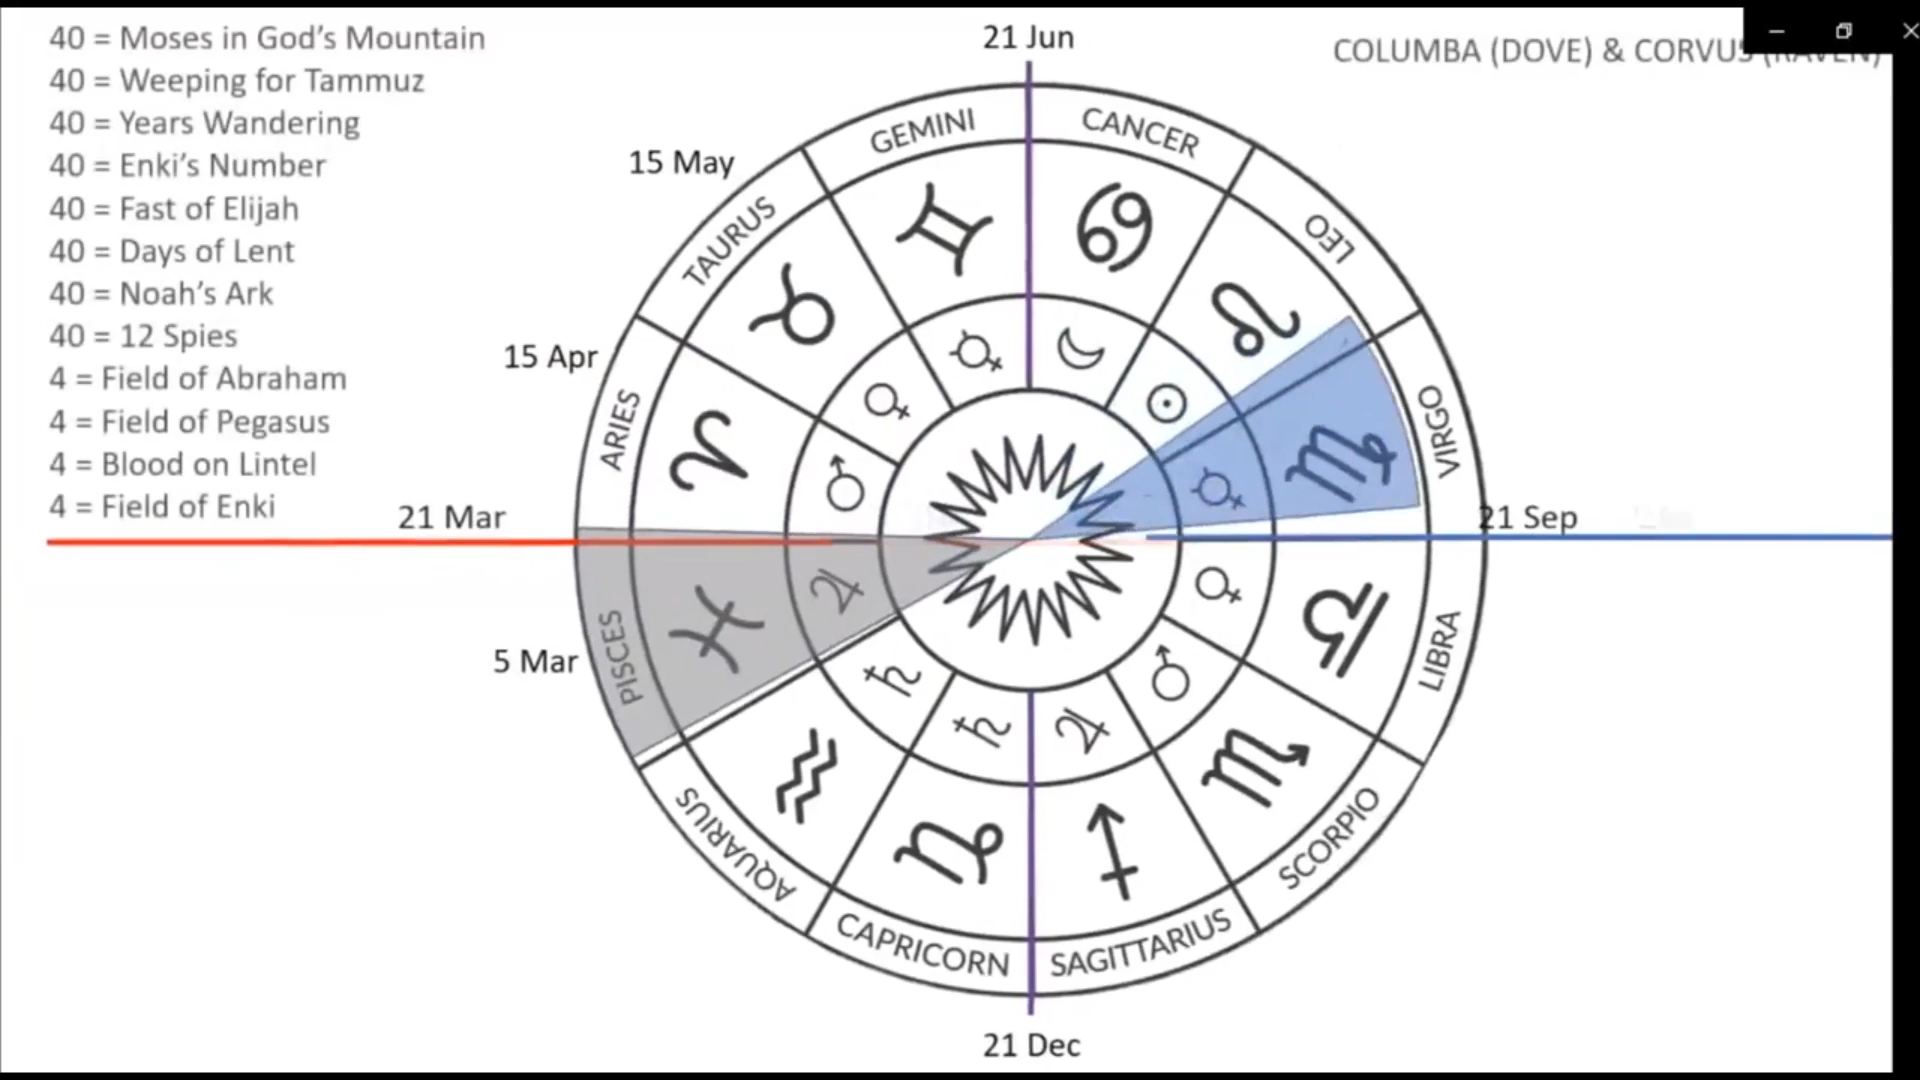 40 = Moses in God's Mountain
40 = Weeping for Tammuz
40 = Years Wandering
40 = Enki's Number
40 = Fast of Elijah
40 = Days of Lent
40 = Noah's Ark
40 = 12 Spies
4 = Field of Abraham
4 = Field of Pegasus
4 = Blood on Lintel
4 = Field of Enki
21 Jun
COLUMBA (DOVE) & CORVUS (RAVEN)
15 May
15 Apr
21 Mar
5 Mar
21 Sep
21 Dec
GEMINI
CANCER
LEO
VIRGO
LIBRA
SCORPIO
SAGITTARIUS
CAPRICORN
AQUARIUS
PISCES
ARIES
TAURUS